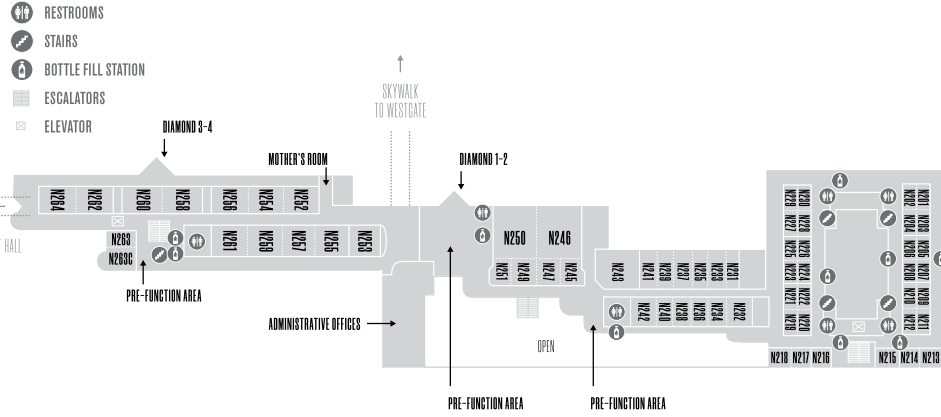 RESTROOMS
STAIRS
BOTTLE FILL STATION
ESCALATORS
ELEVATOR
SKYWALK
TO WESTGATE
DIAMOND 3-4
MOTHER'S ROOM
DIAMOND 1-2
N264
N262
N260
N258
N256
N254
N252
HALL
N263
N263C
N261
N259
N257
N255
N253
PRE-FUNCTION AREA
ADMINISTRATIVE OFFICES
N250
N246
N251
N249
N247
N245
N243
N241
N239
N237
N235
N233
N231
N242
N240
N238
N236
N234
N232
OPEN
PRE-FUNCTION AREA
PRE-FUNCTION AREA
N229
N230
N227
N228
N225
N226
N223
N224
N221
N222
N219
N220
N201
N202
N203
N204
N205
N206
N207
N208
N209
N210
N211
N212
N218
N217
N216
N215
N214
N213